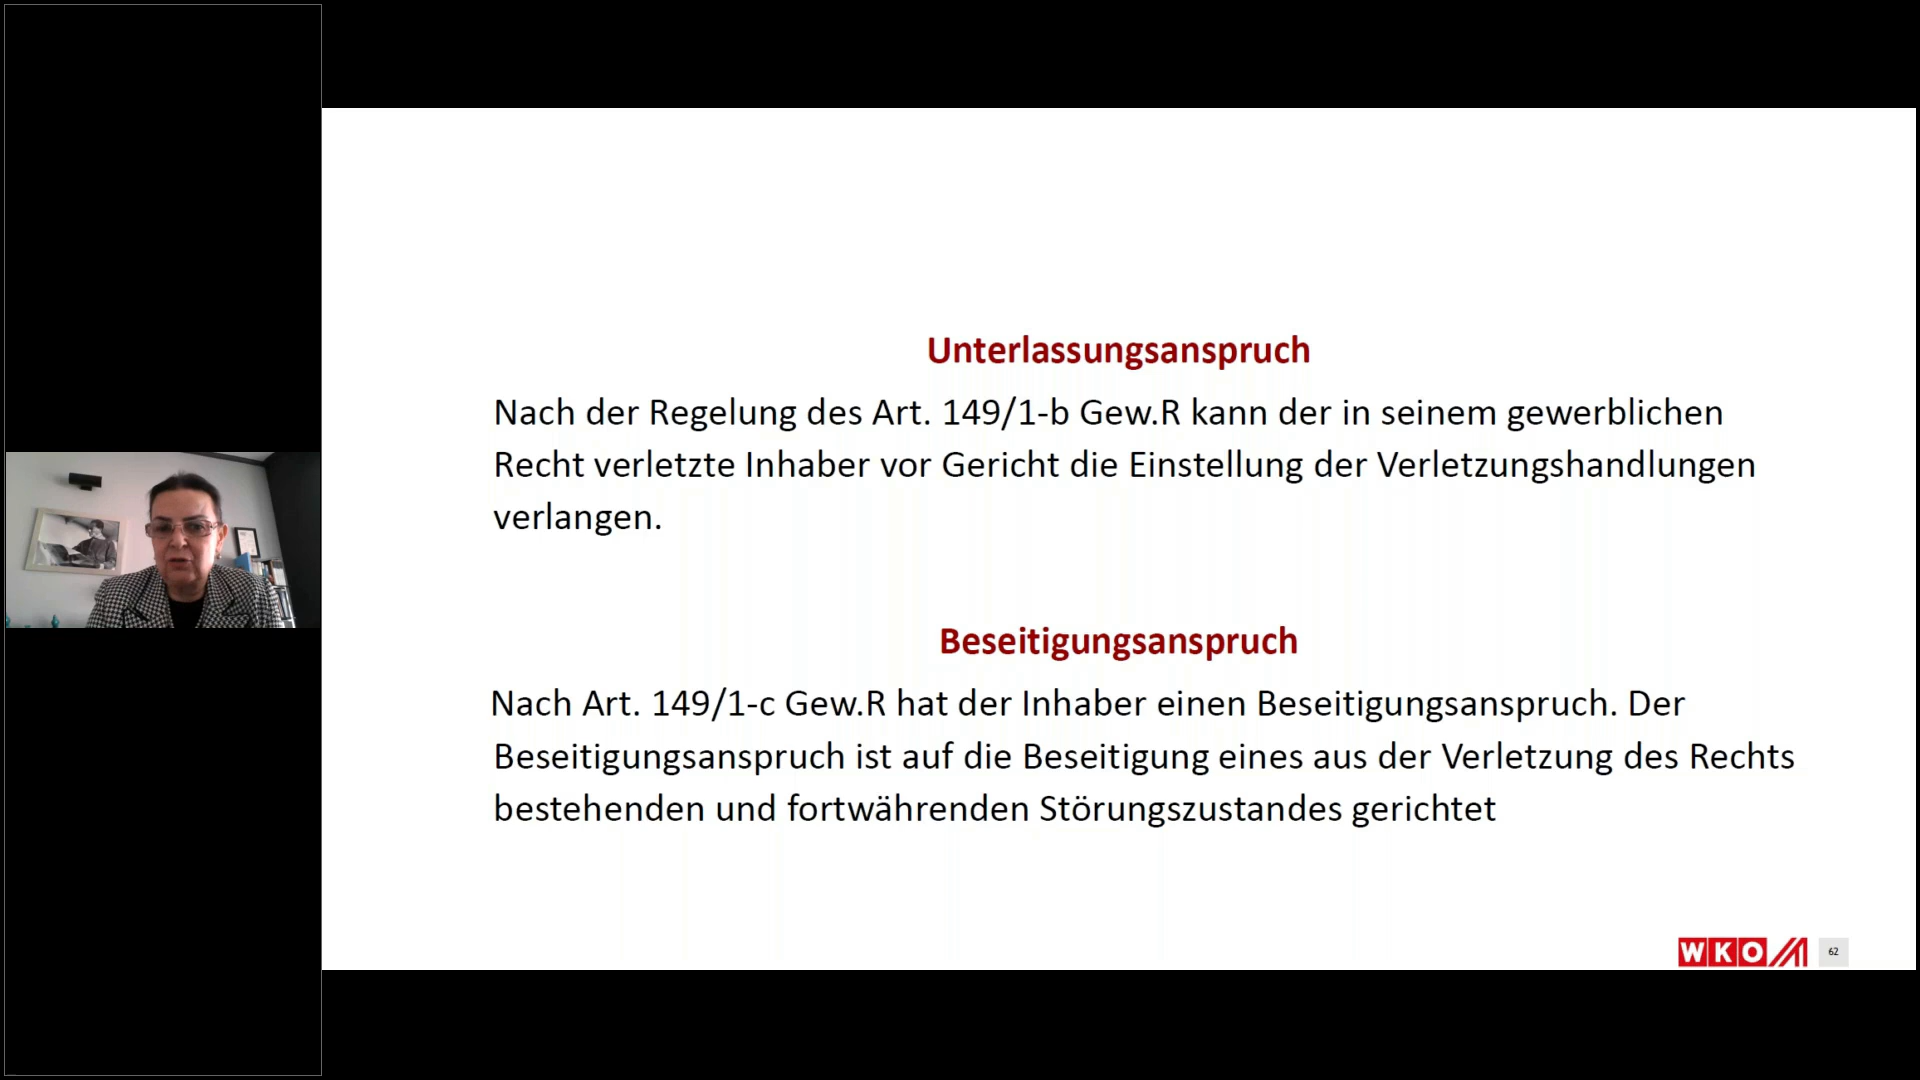 Unterlassungsanspruch
Nach der Regelung des Art. 149/1-b Gew.R kann der in seinem gewerblichen
Recht verletzte Inhaber vor Gericht die Einstellung der Verletzungshandlungen
verlangen.
Beseitigungsanspruch
Nach Art. 149/1-c Gew.R hat der Inhaber einen Beseitigungsanspruch. Der
Beseitigungsanspruch ist auf die Beseitigung eines aus der Verletzung des Rechts
bestehenden und fortwährenden Störungszustandes gerichtet
WKO 62